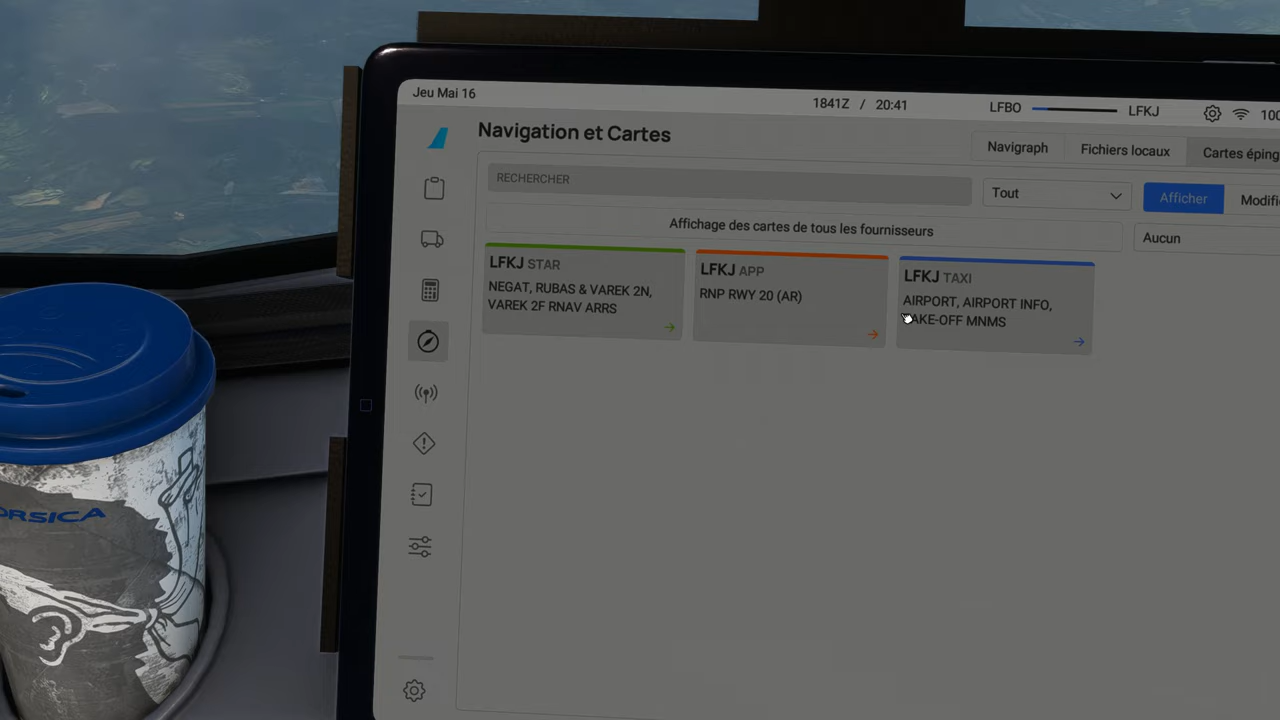 Jeu Mai 16
1841Z / 20:41
LFBO
LFKJ
Navigation et Cartes
Navigraph
Fichiers locaux
Cartes
RECHERCHER
Tout
Afficher
Affichage des cartes de tous les fournisseurs
Aucun
LFKJ STAR
NEGAT, RUBAS & VAREK 2N,
VAREK 2F RNAV ARRS
LFKJ APP
RNP RWY 20 (AR)
LFKJ TAXI
AIRPORT, AIRPORT INFO,
AKE-OFF MNMS
ORSICA